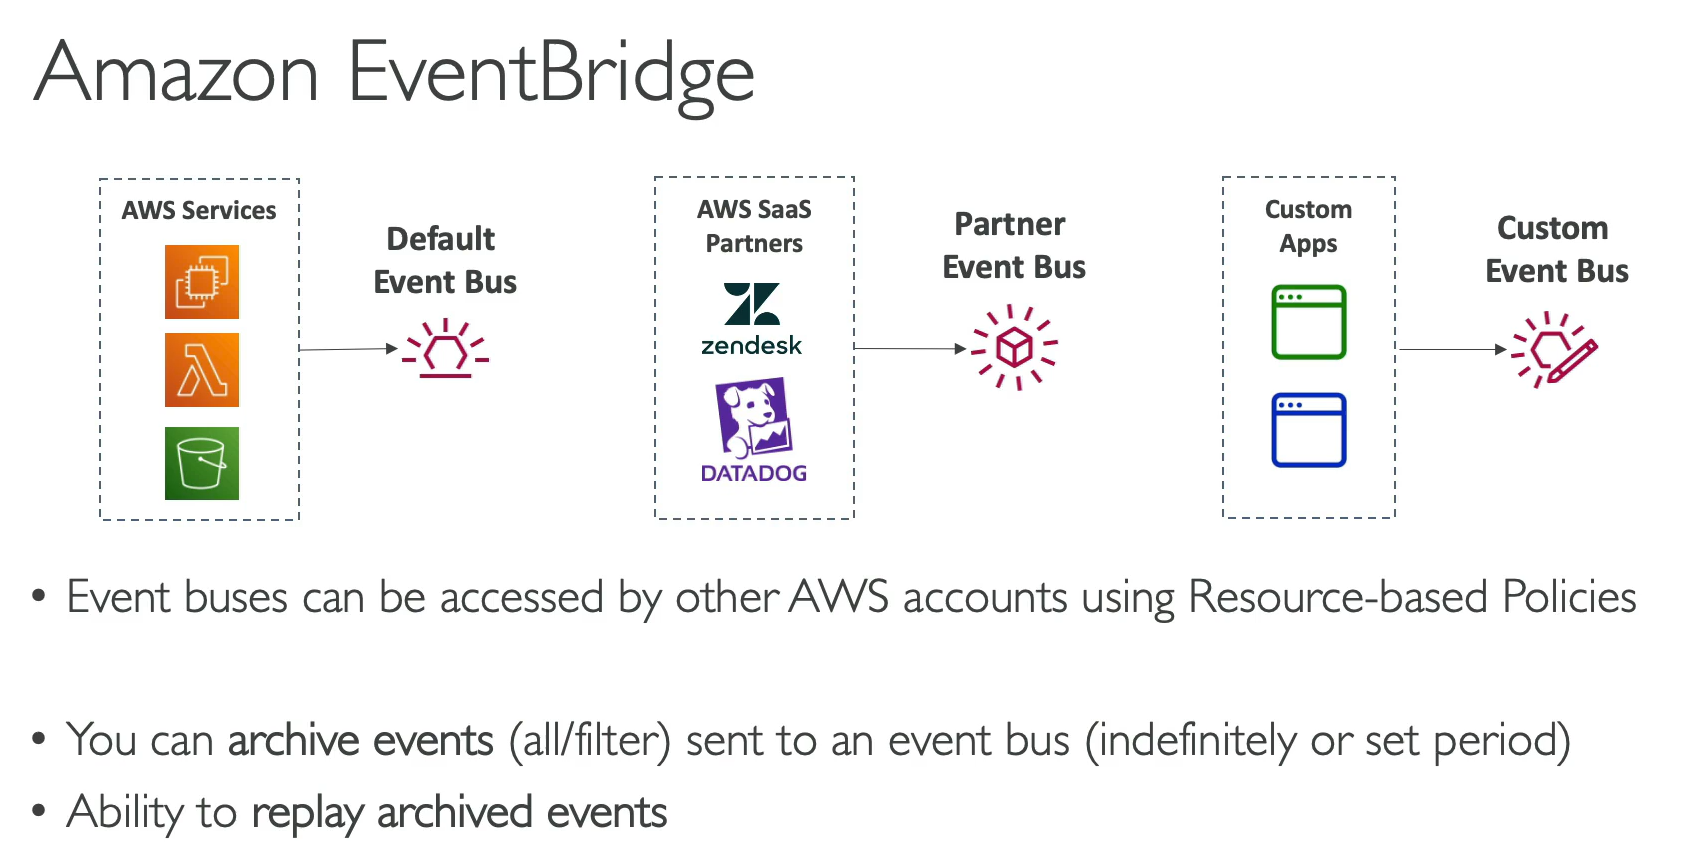 Amazon EventBridge
AWS Services
Default
Event Bus
AWS SaaS
Partners
zendesk
DATADOG
Partner
Event Bus
Custom
Apps
Custom
Event Bus
• Event buses can be accessed by other AWS accounts using Resource-based Policies
• You can archive events (all/filter) sent to an event bus (indefinitely or set period)
• Ability to replay archived events